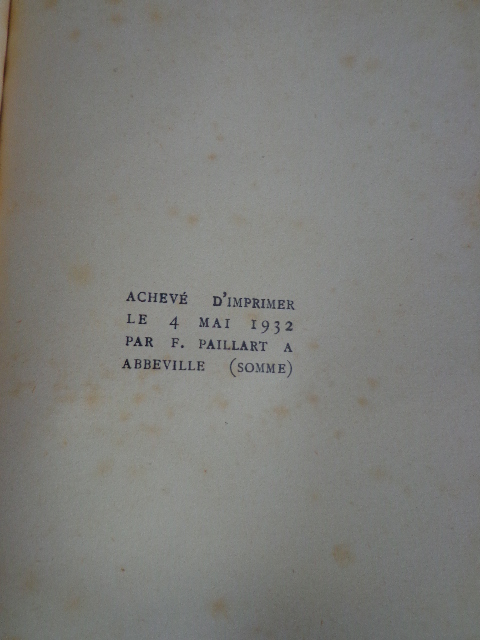 ACHEVÉ D'IMPRIMER
LE 4 MAI 1932
PAR F. PAILLART A
ABBEVILLE (SOMME)